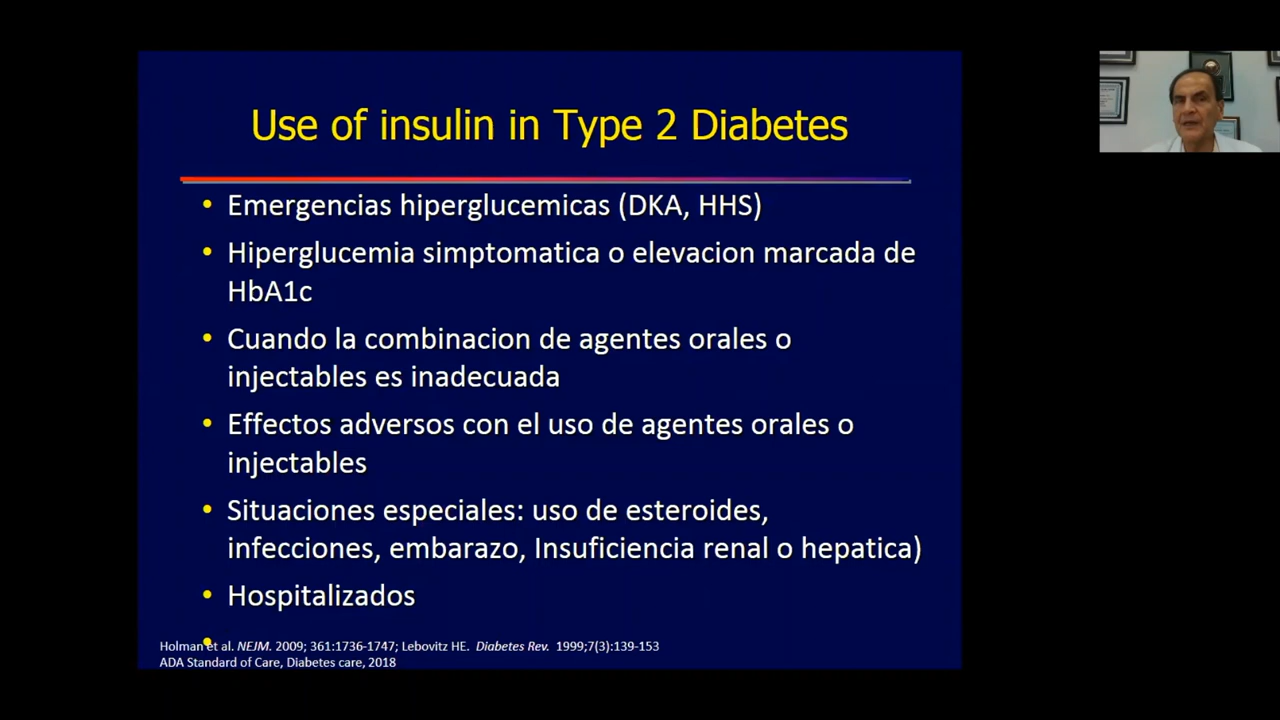 Use of insulin in Type 2 Diabetes
• Emergencias hiperglucemicas (DKA, HHS)
• Hiperglucemia simptomatica o elevacion marcada de
HbA1c
• Cuando la combinacion de agentes orales o
injectables es inadecuada
• Effectos adversos con el uso de agentes orales o
injectables
• Situaciones especiales: uso de esteroides,
infecciones, embarazo, Insuficiencia renal o hepatica)
• Hospitalizados
•
Holman et al. NEJM. 2009; 361:1736-1747; Lebovitz HE. Diabetes Rev. 1999;7(3):139-153
ADA Standard of Care, Diabetes care, 2018